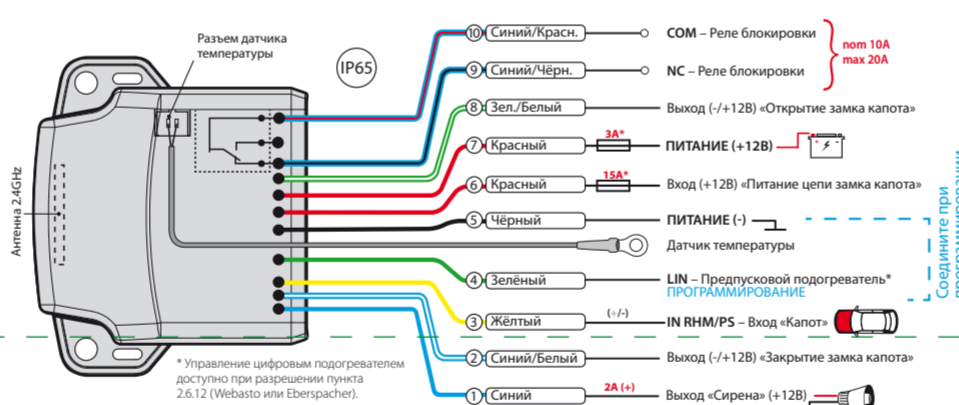 Разъем датчика
температуры
IP65
Антенна 2.4GHz
10 Синий/Красн. COM – Реле блокировки
nom 10A
max 20A
9 Синий/Чёрн. NC – Реле блокировки
8 Зел./Белый Выход (-/+12В) «Открытие замка капота»
7 Красный 3A* ПИТАНИЕ (+12В)
6 Красный 15A* Вход (+12В) «Питание цепи замка капота»
5 Чёрный ПИТАНИЕ (-)
Датчик температуры
4 Зелёный LIN – Предпусковой подогреватель*
ПРОГРАММИРОВАНИЕ
Соедините при
программировании
3 Жёлтый (+/-) IN RHM/PS – Вход «Капот»
2 Синий/Белый Выход (-/+12В) «Закрытие замка капота»
1 Синий 2A (+) Выход «Сирена» (+12В)
* Управление цифровым подогревателем
доступно при разрешении пункта
2.6.12 (Webasto или Eberspacher).